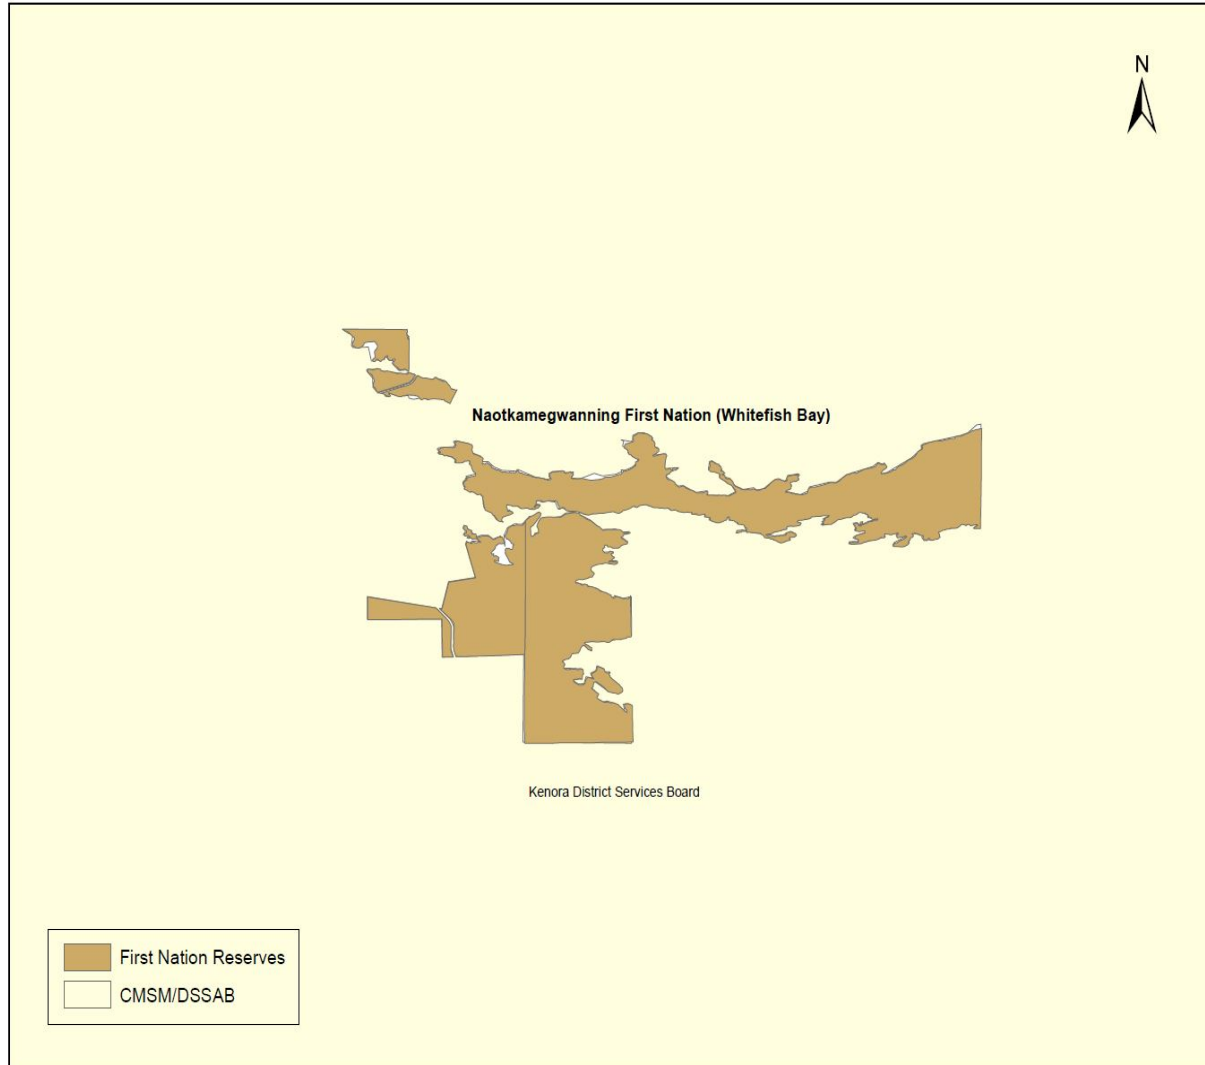 N
Naotkamegwanning First Nation (Whitefish Bay)
Kenora District Services Board
First Nation Reserves
CMSM/DSSAB